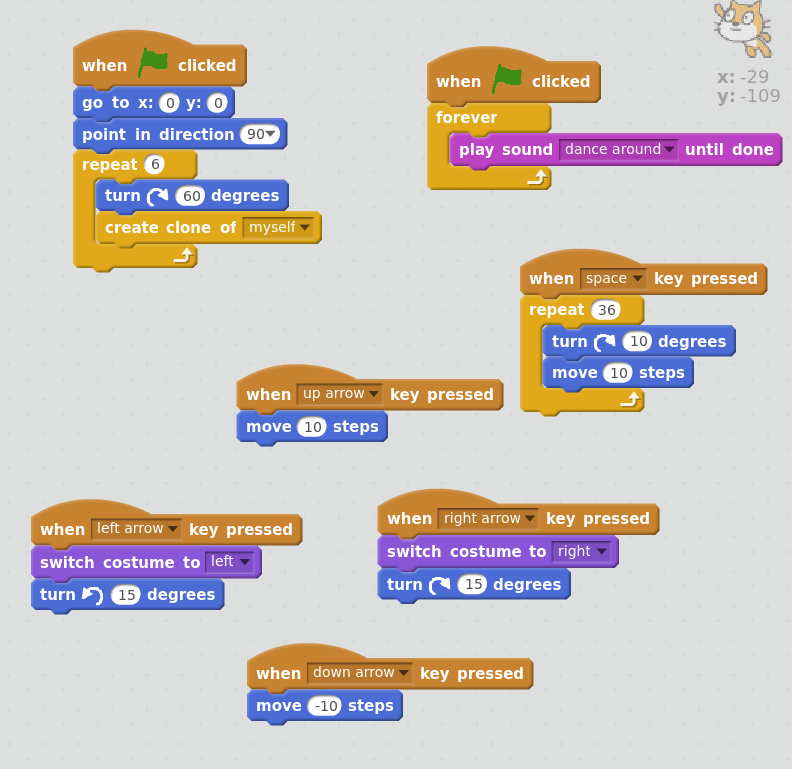 when clicked
go to x: 0 y: 0
point in direction 90
repeat 6
turn 60 degrees
create clone of myself
when clicked
forever
play sound dance around until done
x: -29
y: -109
when space key pressed
repeat 36
turn 10 degrees
move 10 steps
when up arrow key pressed
move 10 steps
when left arrow key pressed
switch costume to left
turn 15 degrees
when right arrow key pressed
switch costume to right
turn 15 degrees
when down arrow key pressed
move -10 steps